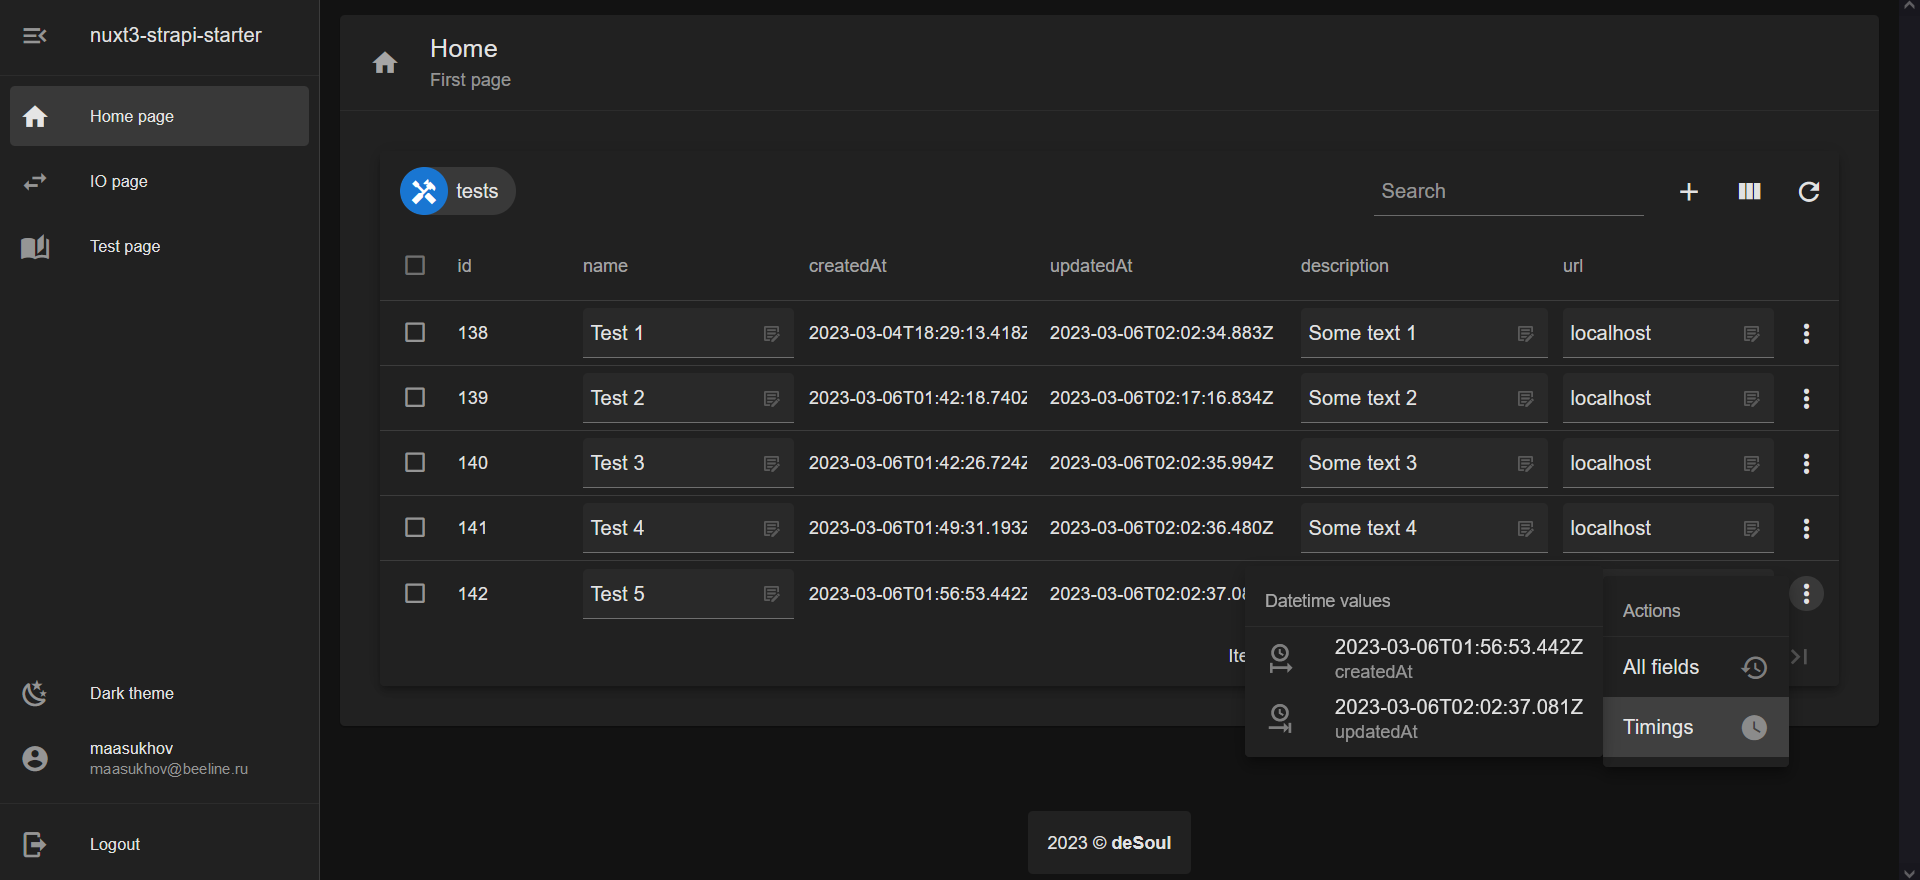 nuxt3-strapi-starter
Home page
IO page
Test page
Dark theme
maasukhov
maasukhov@beeline.ru
Logout
Home
First page
tests
Search
id name createdAt updatedAt description url
138 Test 1 2023-03-04T18:29:13.418Z 2023-03-06T02:02:34.883Z Some text 1 localhost
139 Test 2 2023-03-06T01:42:18.740Z 2023-03-06T02:17:16.834Z Some text 2 localhost
140 Test 3 2023-03-06T01:42:26.724Z 2023-03-06T02:02:35.994Z Some text 3 localhost
141 Test 4 2023-03-06T01:49:31.193Z 2023-03-06T02:02:36.480Z Some text 4 localhost
142 Test 5 2023-03-06T01:56:53.442Z 2023-03-06T02:02:37.0
Datetime values
2023-03-06T01:56:53.442Z
createdAt
2023-03-06T02:02:37.081Z
updatedAt
Actions
All fields
Timings
2023 © deSoul